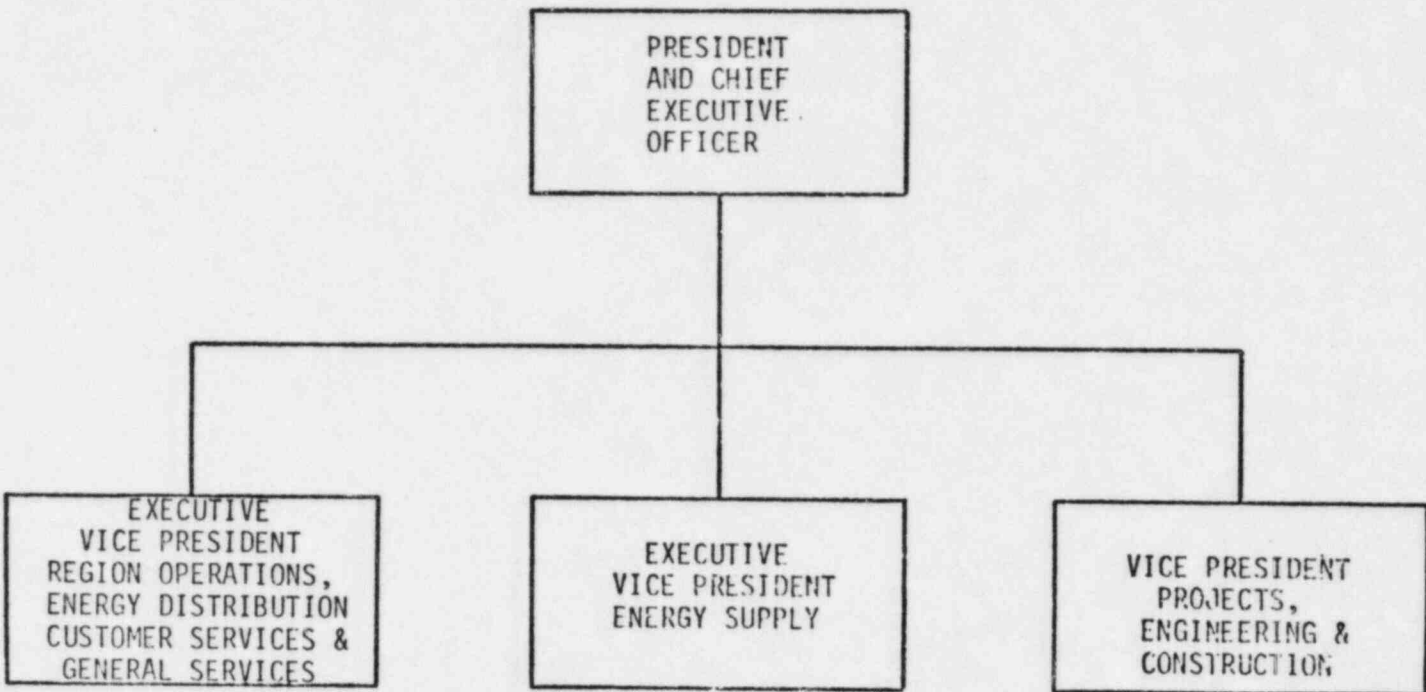 PRESIDENT
AND CHIEF
EXECUTIVE
OFFICER
EXECUTIVE
VICE PRESIDENT
REGION OPERATIONS,
ENERGY DISTRIBUTION
CUSTOMER SERVICES &
GENERAL SERVICES
EXECUTIVE
VICE PRESIDENT
ENERGY SUPPLY
VICE PRESIDENT
PROJECTS,
ENGINEERING &
CONSTRUCTION